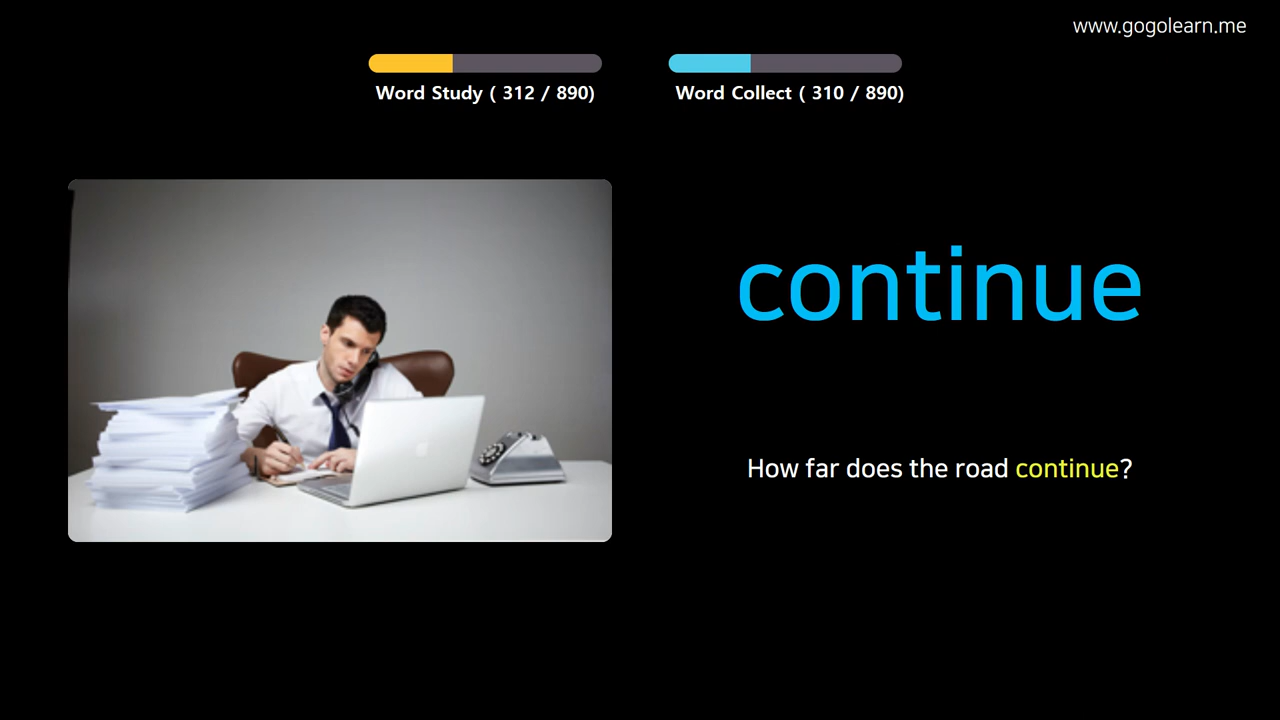 www.gogolearn.me
Word Study ( 312 / 890)
Word Collect ( 310 / 890)
continue
How far does the road continue?